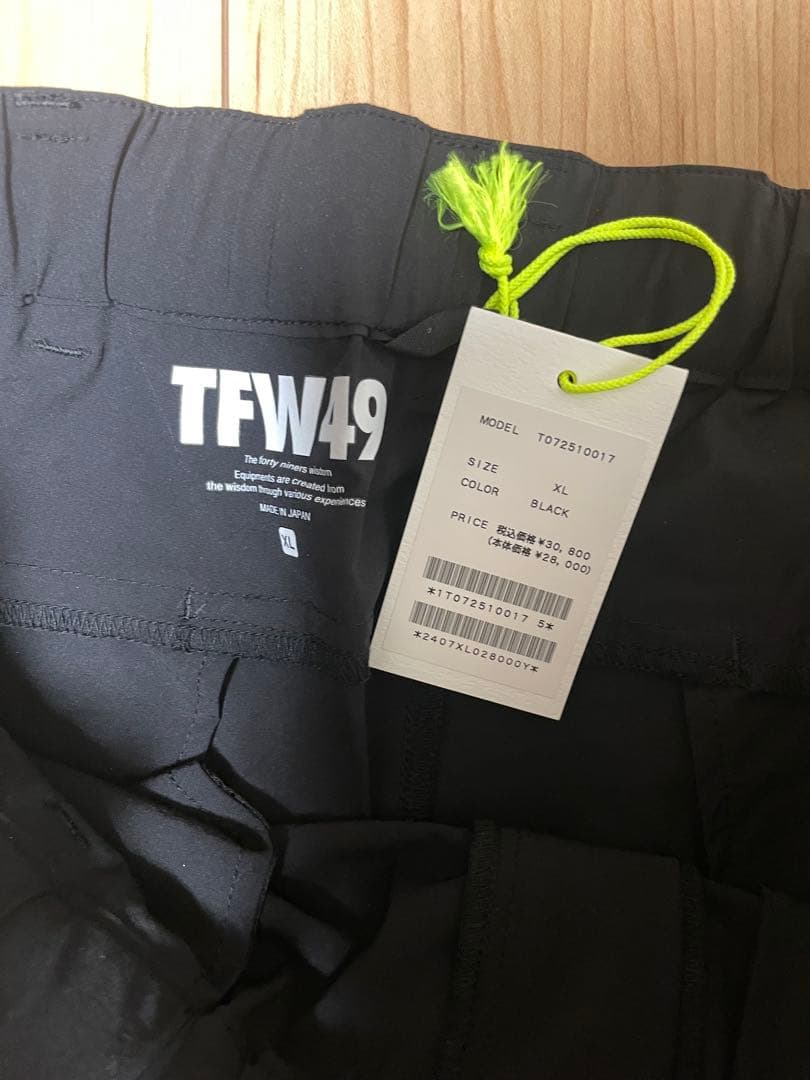 TFW49
The forty niners wisdom
Equipments are created from
the wisdom through various experiences
MADE IN JAPAN
XL
MODEL T072510017
SIZE XL
COLOR BLACK
PRICE 税込価格 ¥30,800
(本体価格 ¥28,000)
*1T072510017 5*
*2407XL028000Y*